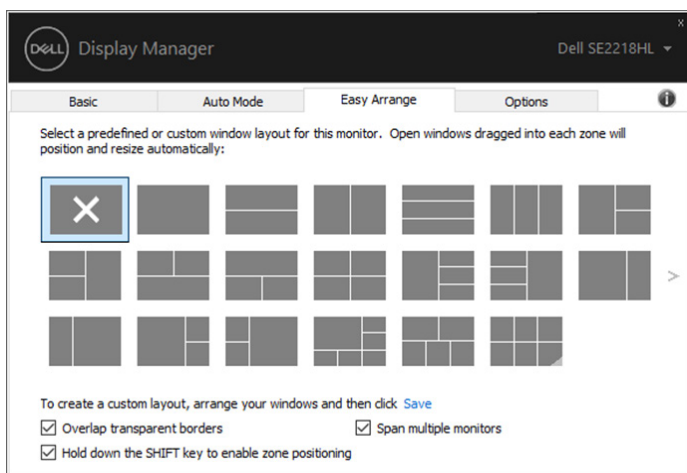 x
DELL Display Manager Dell SE2218HL
Basic Auto Mode Easy Arrange Options i
Select a predefined or custom window layout for this monitor. Open windows dragged into each zone will
position and resize automatically:
>
To create a custom layout, arrange your windows and then click Save
Overlap transparent borders Span multiple monitors
Hold down the SHIFT key to enable zone positioning